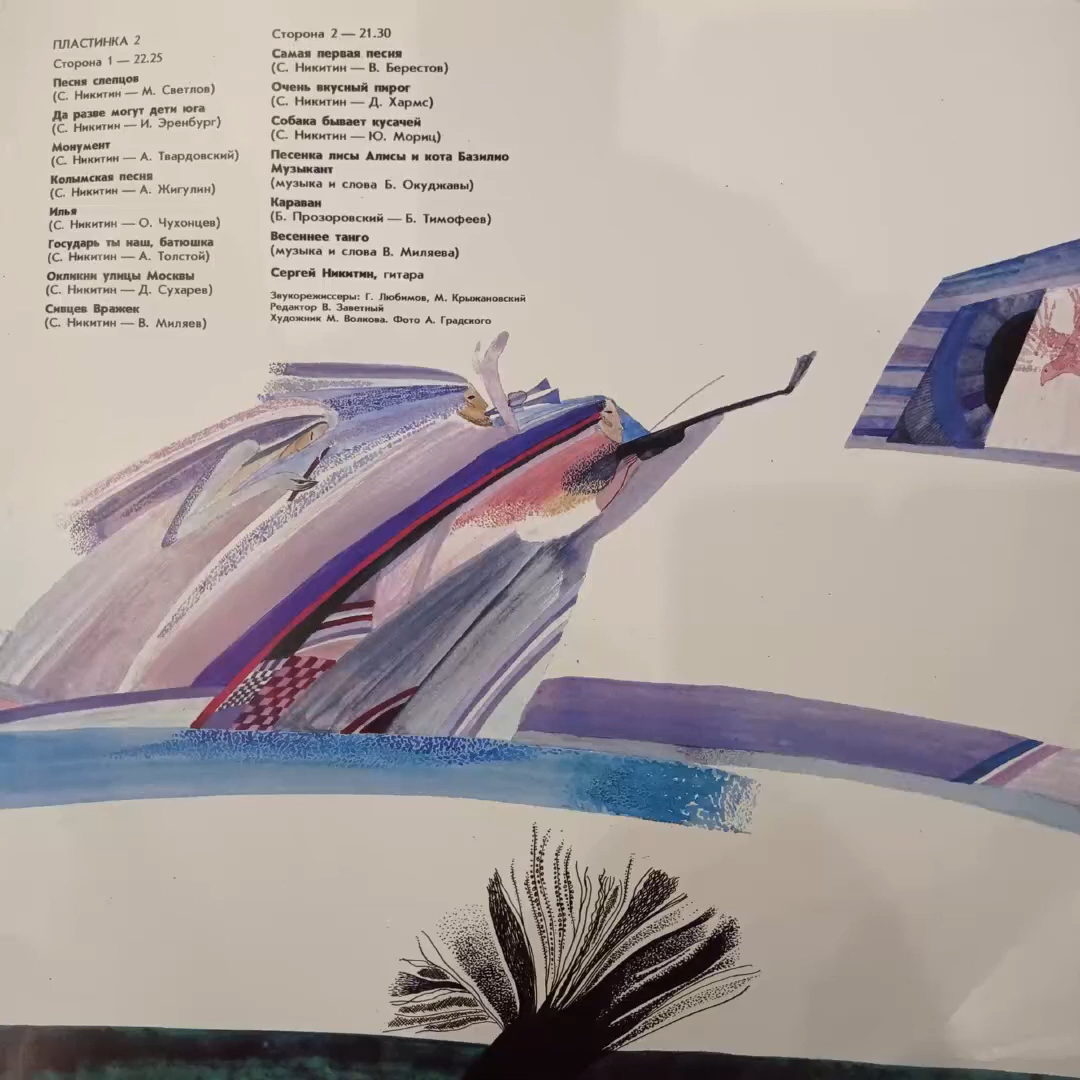 ПЛАСТИНКА 2
Сторона 1 — 22.25
Песня слепцов
(С. Никитин — М. Светлов)
Да разве могут дети юга
(С. Никитин — И. Эренбург)
Монумент
(С. Никитин — А. Твардовский)
Колымская песня
(С. Никитин — А. Жигулин)
Илья
(С. Никитин — О. Чухонцев)
Государь ты наш, батюшка
(С. Никитин — А. Толстой)
Окликни улицы Москвы
(С. Никитин — Д. Сухарев)
Сивцев Вражек
(С. Никитин — В. Миляев)
Сторона 2 — 21.30
Самая первая песня
(С. Никитин — В. Берестов)
Очень вкусный пирог
(С. Никитин — Д. Хармс)
Собака бывает кусачей
(С. Никитин — Ю. Мориц)
Песенка лисы Алисы и кота Базилио
Музыкант
(музыка и слова Б. Окуджавы)
Караван
(Б. Прозоровский — Б. Тимофеев)
Весеннее танго
(музыка и слова В. Миляева)
Сергей Никитин, гитара
Звукорежиссеры: Г. Любимов, М. Крыжановский
Редактор В. Заветный
Художник М. Волкова. Фото А. Градского